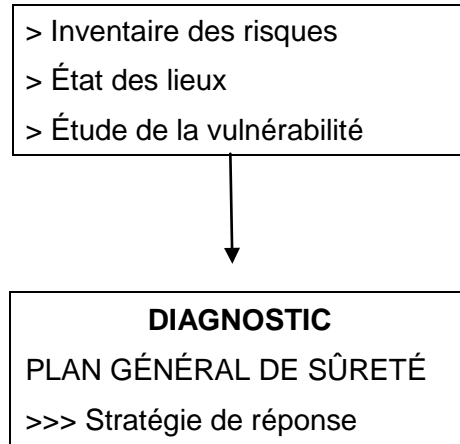 > Inventaire des risques
> État des lieux
> Étude de la vulnérabilité
DIAGNOSTIC
PLAN GÉNÉRAL DE SÛRETÉ
>>> Stratégie de réponse